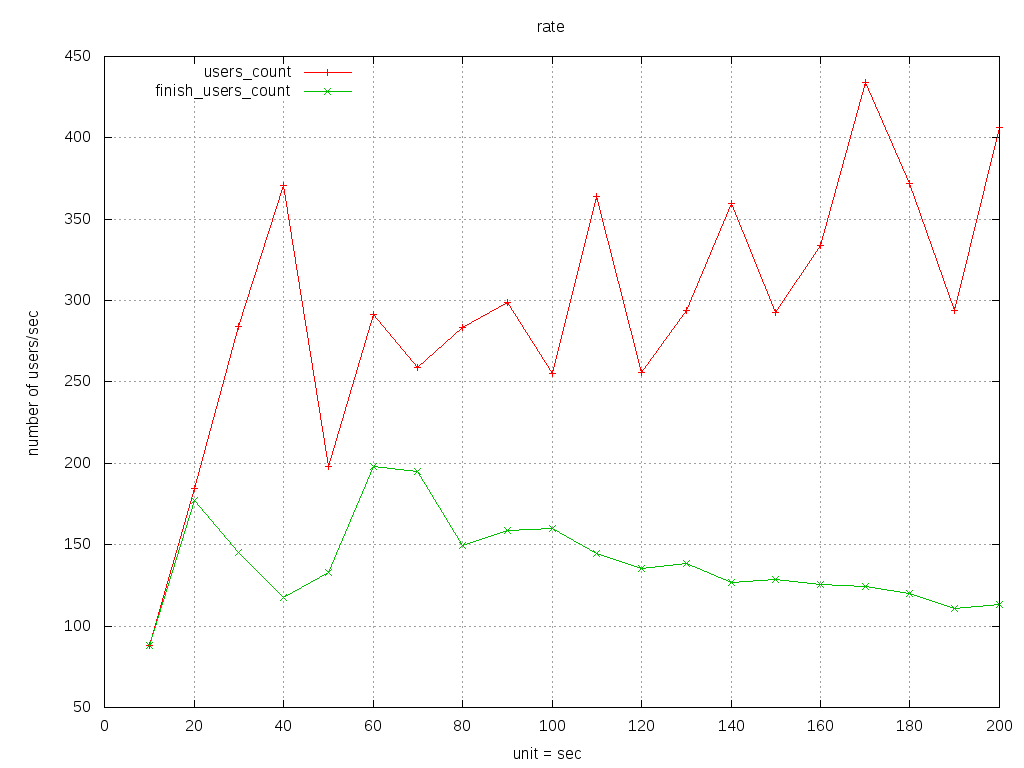 rate
450
users_count
finish_users_count
400
350
300
250
200
150
100
50
number of users/sec
0 20 40 60 80 100 120 140 160 180 200
unit = sec